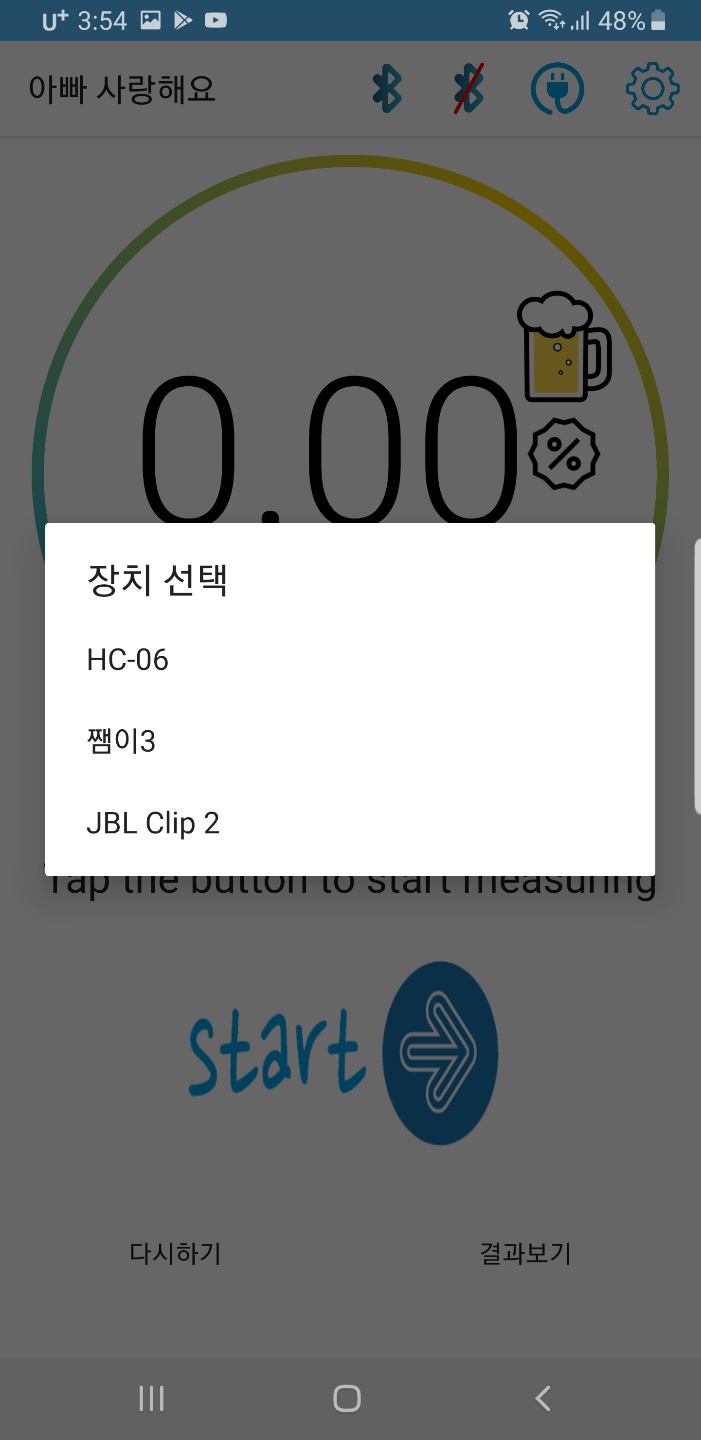 U+ 3:54 48%
아빠 사랑해요
0.00
%
장치 선택
HC-06
쨈이3
JBL Clip 2
Tap the button to start measuring
start
다시하기 결과보기